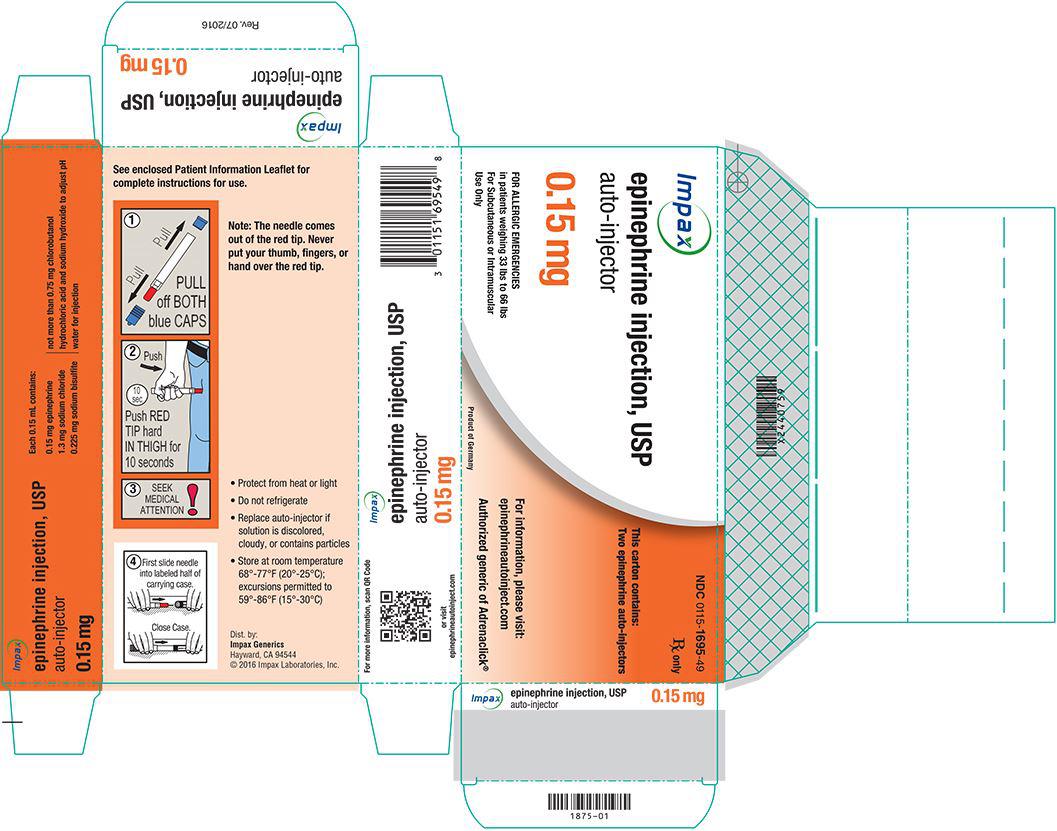 Rev. 07/2016
0.15 mg
auto-injector
epinephrine injection, USP
Impax
See enclosed Patient Information Leaflet for
complete instructions for use.
1
Pull
Pull
PULL
off BOTH
blue CAPS
Note: The needle comes
out of the red tip. Never
put your thumb, fingers, or
hand over the red tip.
2
Push
10
sec
Push RED
TIP hard
IN THIGH for
10 seconds
3
SEEK
MEDICAL
ATTENTION
!
4
First slide needle
into labeled half of
carrying case.
Close Case.
• Protect from heat or light
• Do not refrigerate
• Replace auto-injector if
solution is discolored,
cloudy, or contains particles
• Store at room temperature
68°-77°F (20°-25°C);
excursions permitted to
59°-86°F (15°-30°C)
Dist. by:
Impax Generics
Hayward, CA 94544
© 2016 Impax Laboratories, Inc.
Impax
epinephrine injection, USP
auto-injector
0.15 mg
Each 0.15 mL contains:
0.15 mg epinephrine
1.3 mg sodium chloride
0.225 mg sodium bisulfite
not more than 0.75 mg chlorobutanol
hydrochloric acid and sodium hydroxide to adjust pH
water for injection
3 01151 69549 8
Impax
epinephrine injection, USP
auto-injector
0.15 mg
For more information, scan QR Code
or visit
epinephrineautoinject.com
Impax
epinephrine injection, USP
auto-injector
0.15 mg
FOR ALLERGIC EMERGENCIES
in patients weighing 33 lbs to 66 lbs
For Subcutaneous or Intramuscular
Use Only
Product of Germany
NDC 0115-1695-49
Rx only
This carton contains:
Two epinephrine auto-injectors
For information, please visit:
epinephrineautoinject.com
Authorized generic of Adrenaclick®
Impax
epinephrine injection, USP
auto-injector
0.15 mg
1875-01